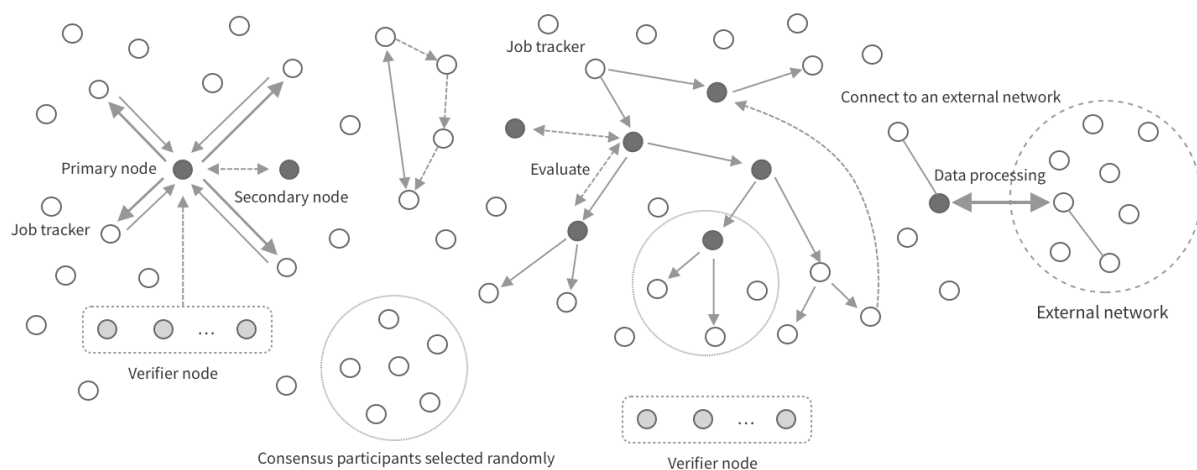 Job tracker
Connect to an external network
Primary node
Evaluate
Data processing
Secondary node
Job tracker
...
External network
Verifier node
...
Consensus participants selected randomly
Verifier node